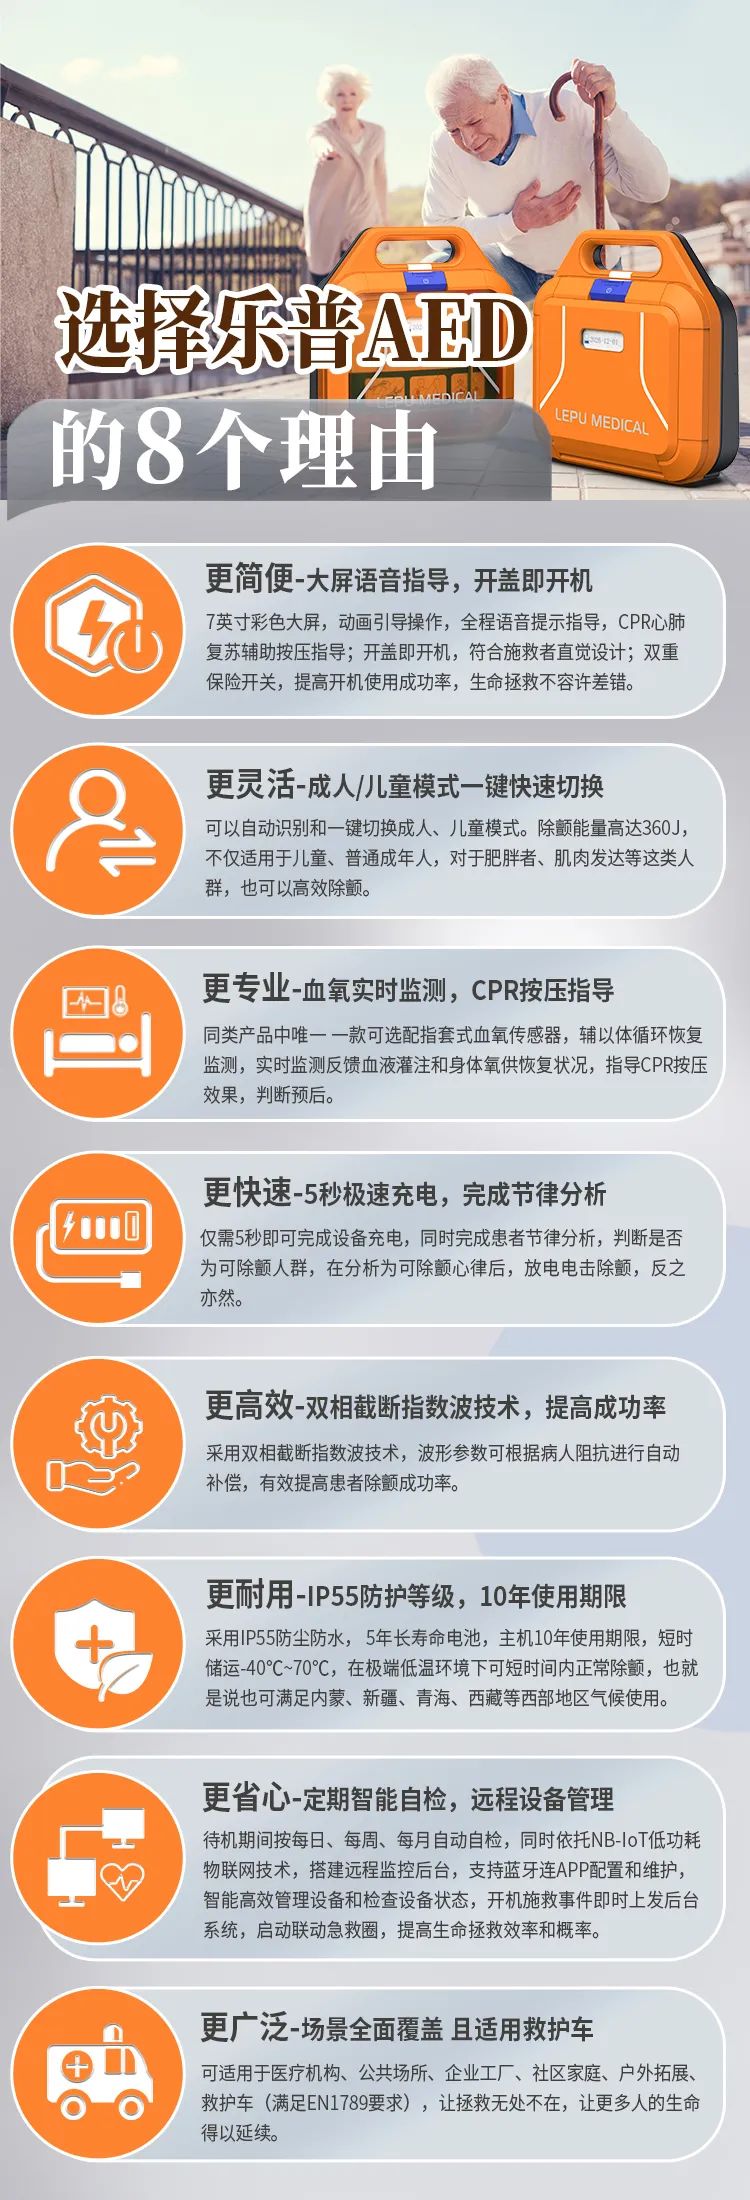 选择乐普AED
的8个理由
2026-12-01
LEPU MEDICAL
LEPU MEDICAL
更简便-大屏语音指导，开盖即开机
7英寸彩色大屏，动画引导操作，全程语音提示指导，CPR心肺
复苏辅助按压指导；开盖即开机，符合施救者直觉设计；双重
保险开关，提高开机使用成功率，生命拯救不容许差错。
更灵活-成人/儿童模式一键快速切换
可以自动识别和一键切换成人、儿童模式。除颤能量高达360J，
不仅适用于儿童、普通成年人，对于肥胖者、肌肉发达等这类人
群，也可以高效除颤。
更专业-血氧实时监测，CPR按压指导
同类产品中唯一 一款可选配指套式血氧传感器，辅以体循环恢复
监测，实时监测反馈血液灌注和身体氧供恢复状况，指导CPR按压
效果，判断预后。
更快速-5秒极速充电，完成节律分析
仅需5秒即可完成设备充电，同时完成患者节律分析，判断是否
为可除颤人群，在分析为可除颤心律后，放电电击除颤，反之
亦然。
更高效-双相截断指数波技术，提高成功率
采用双相截断指数波技术，波形参数可根据病人阻抗进行自动
补偿，有效提高患者除颤成功率。
更耐用-IP55防护等级，10年使用期限
采用IP55防尘防水， 5年长寿命电池，主机10年使用期限，短时
储运-40℃~70℃，在极端低温环境下可短时间内正常除颤，也就
是说也可满足内蒙、新疆、青海、西藏等西部地区气候使用。
更省心-定期智能自检，远程设备管理
待机期间按每日、每周、每月自动自检，同时依托NB-IoT低功耗
物联网技术，搭建远程监控后台，支持蓝牙连APP配置和维护，
智能高效管理设备和检查设备状态，开机施救事件即时上发后台
系统，启动联动急救圈，提高生命拯救效率和概率。
更广泛-场景全面覆盖 且适用救护车
可适用于医疗机构、公共场所、企业工厂、社区家庭、户外拓展、
救护车（满足EN1789要求），让拯救无处不在，让更多人的生命
得以延续。